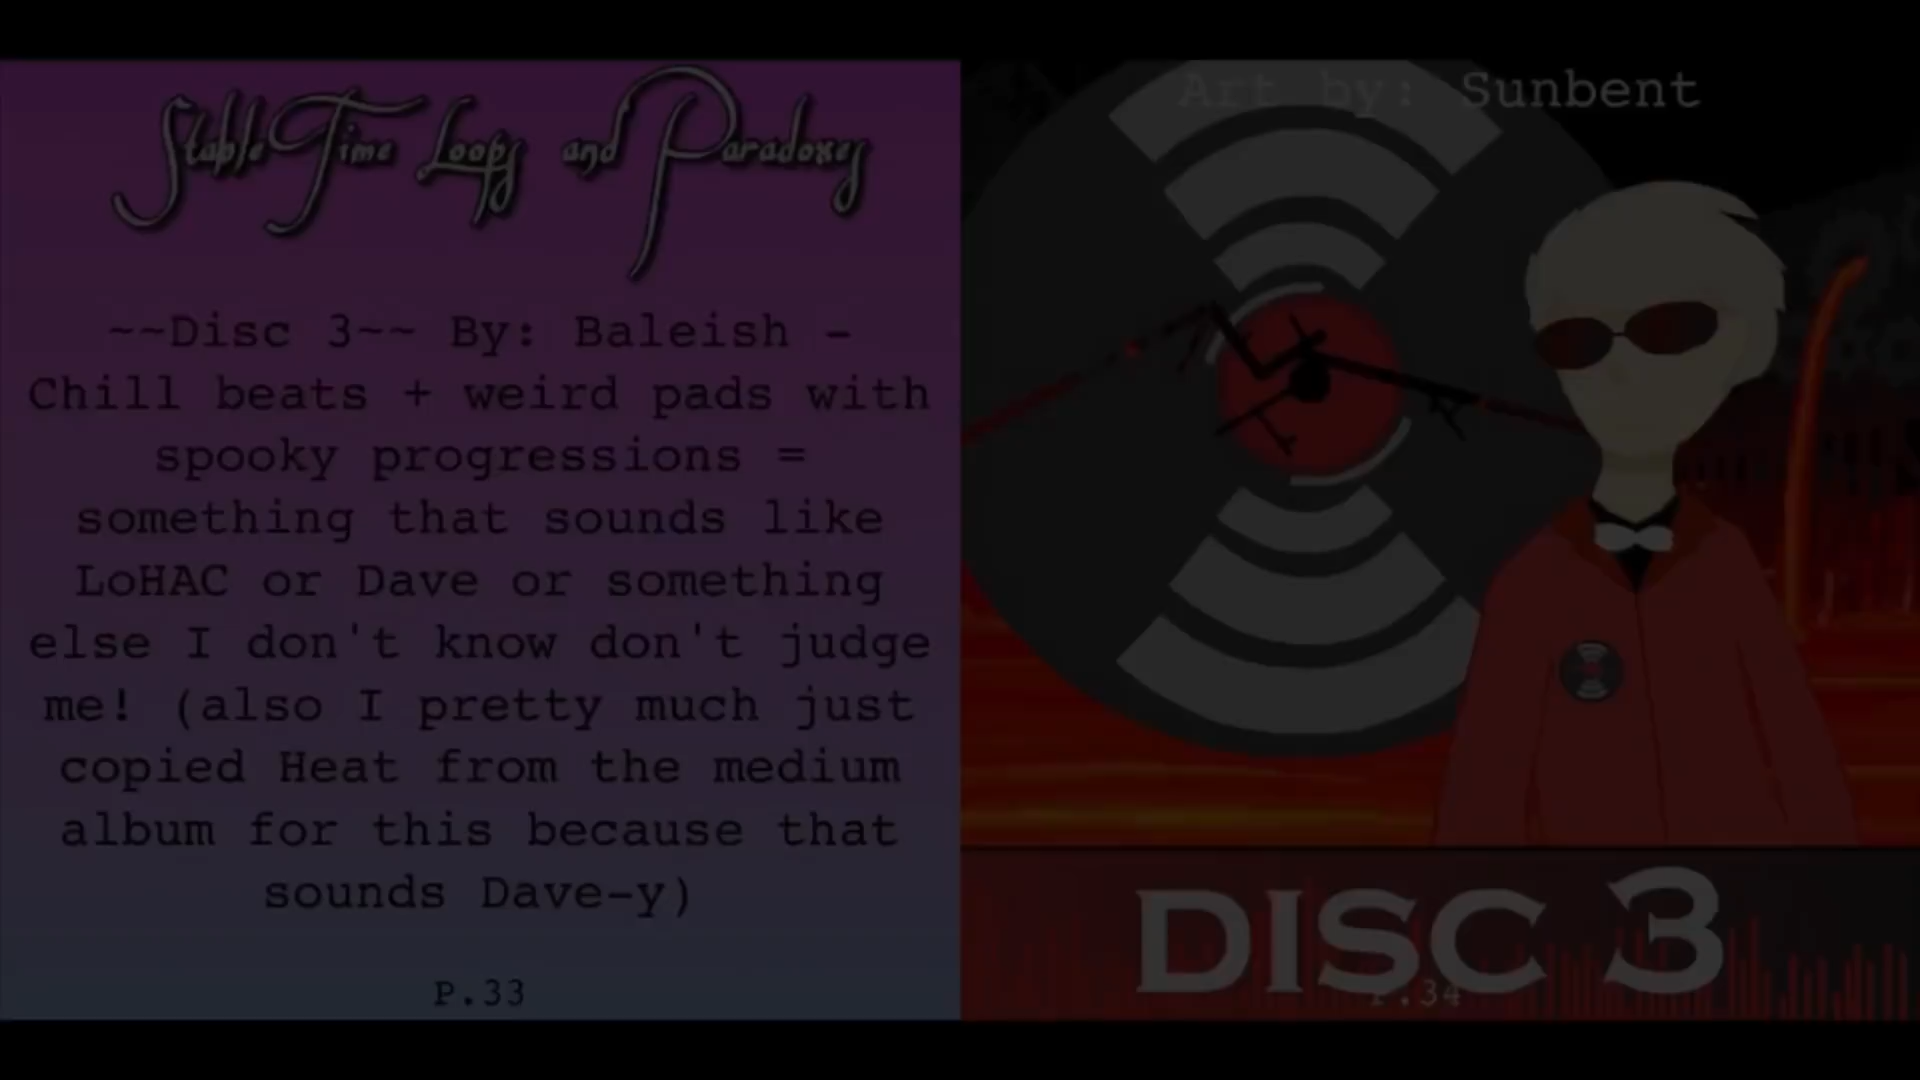 Stable Time Loops and Paradoxes
~~Disc 3~~ By: Baleish -
Chill beats + weird pads with
spooky progressions =
something that sounds like
LoHAC or Dave or something
else I don't know don't judge
me! (also I pretty much just
copied Heat from the medium
album for this because that
sounds Dave-y)
P.33
Art by: Sunbent
DISC 3
P.34